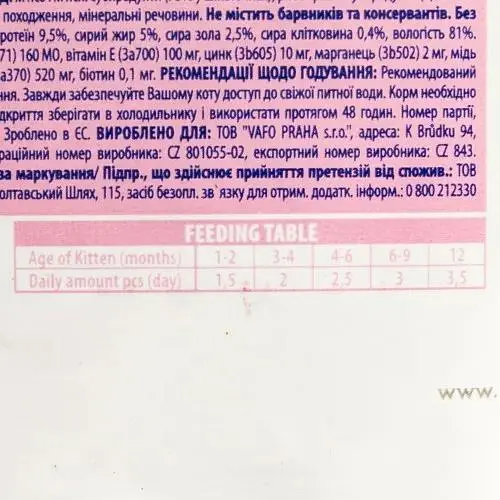 походження, мінеральні речовини. Не містить барвників та консервантів. Без
ротеїн 9,5%, сирий жир 5%, сира зола 2,5%, сира клітковина 0,4%, вологість 81%.
71) 160 МО, вітамін Е (3а700) 100 мг, цинк (3b605) 10 мг, марганець (3b502) 2 мг, мідь
a370) 520 мг, біотин 0,1 мг. РЕКОМЕНДАЦІЇ ЩОДО ГОДУВАННЯ: Рекомендований
ння. Завжди забезпечуйте Вашому коту доступ до свіжої питної води. Корм необхідно
дкриття зберігати в холодильнику і використати протягом 48 годин. Номер партії,
Зроблено в ЄС. ВИРОБЛЕНО ДЛЯ: ТОВ "VAFO PRAHA s.r.o.", адреса: K Brůdku 94,
раційний номер виробника: CZ 801055-02, експортний номер виробника: CZ 843.
за маркування/ Підпр., що здійснює прийняття претензій від спожив.: ТОВ
олтавський Шлях, 115, засіб безопл. зв`язку для отрим. додатк. інформ.: 0 800 212330
FEEDING TABLE
Age of Kitten (months) 1-2 3-4 4-6 6-9 12
Daily amount pcs (day) 1,5 2 2,5 3 3,5
www.